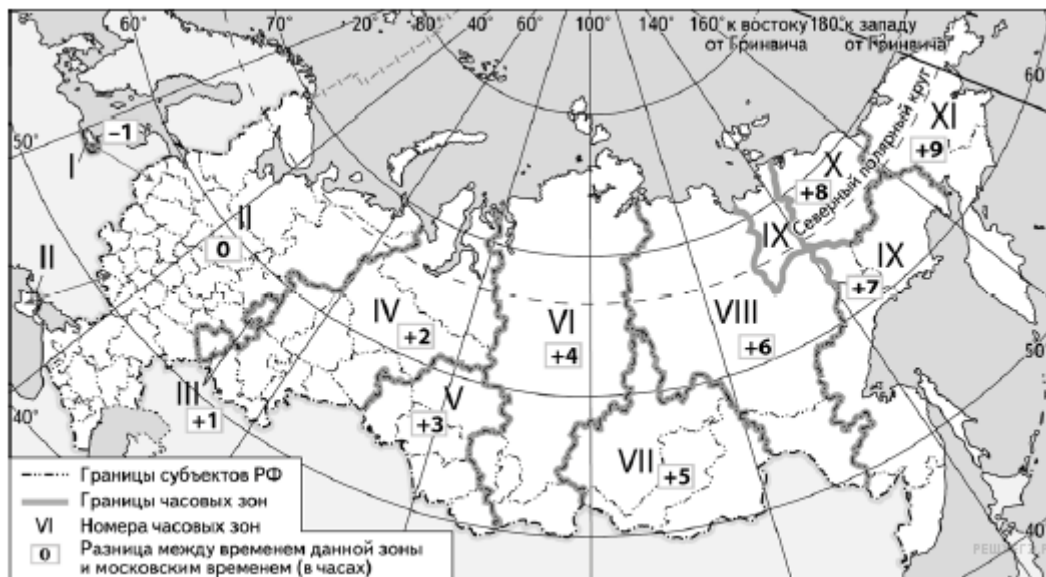 60° 70° 80° 40° 60° 100° 140° 160° к востоку 180° к западу
от Гринвича от Гринвича
60°
50°
-1
I
Северный полярный круг
XI
+9
X
+8
II
0
II
IX
IX
+7
IV
+2
VI
+4
VIII
+6
50°
III
+1
V
+3
40°
VII
+5
40°
Границы субъектов РФ
Границы часовых зон
VI Номера часовых зон
0 Разница между временем данной зоны
и московским временем (в часах)